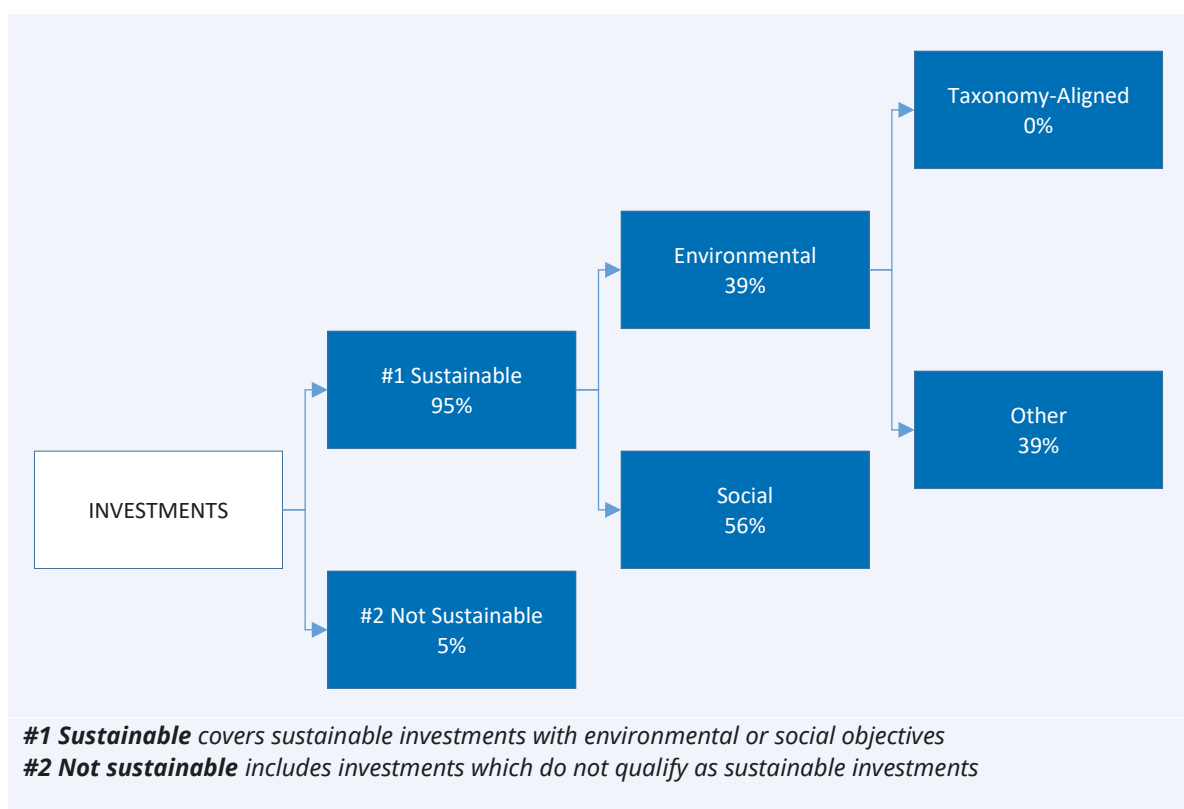 Taxonomy-Aligned
0%
Environmental
39%
#1 Sustainable
95%
Other
39%
INVESTMENTS
Social
56%
#2 Not Sustainable
5%
#1 Sustainable covers sustainable investments with environmental or social objectives
#2 Not sustainable includes investments which do not qualify as sustainable investments